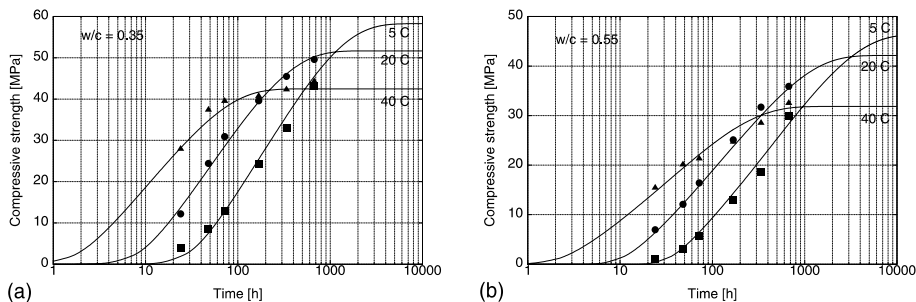 60
50
40
30
20
10
0
Compressive strength [MPa]
w/c = 0.35
5 C
20 C
40 C
1
10
100
1000
10000
Time [h]
(a)
50
40
30
20
10
0
Compressive strength [MPa]
w/c = 0.55
5 C
20 C
40 C
1
10
100
1000
10000
Time [h]
(b)